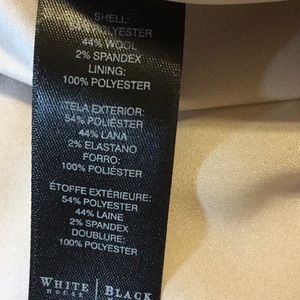 SHELL:
POLYESTER
44% WOOL
2% SPANDEX
LINING:
100% POLYESTER
TELA EXTERIOR:
54% POLIÉSTER
44% LANA
2% ELASTANO
FORRO:
100% POLIÉSTER
ÉTOFFE EXTÉRIEURE:
54% POLYESTER
44% LAINE
2% SPANDEX
DOUBLURE:
100% POLYESTER
WHITE | BLACK
HOUSE